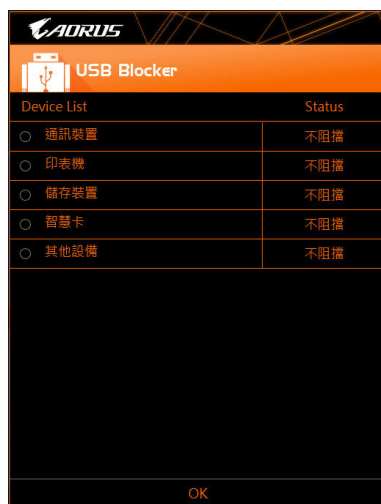 AORUS
USB Blocker
Device List Status
通訊裝置 不阻擋
印表機 不阻擋
儲存裝置 不阻擋
智慧卡 不阻擋
其他設備 不阻擋
OK